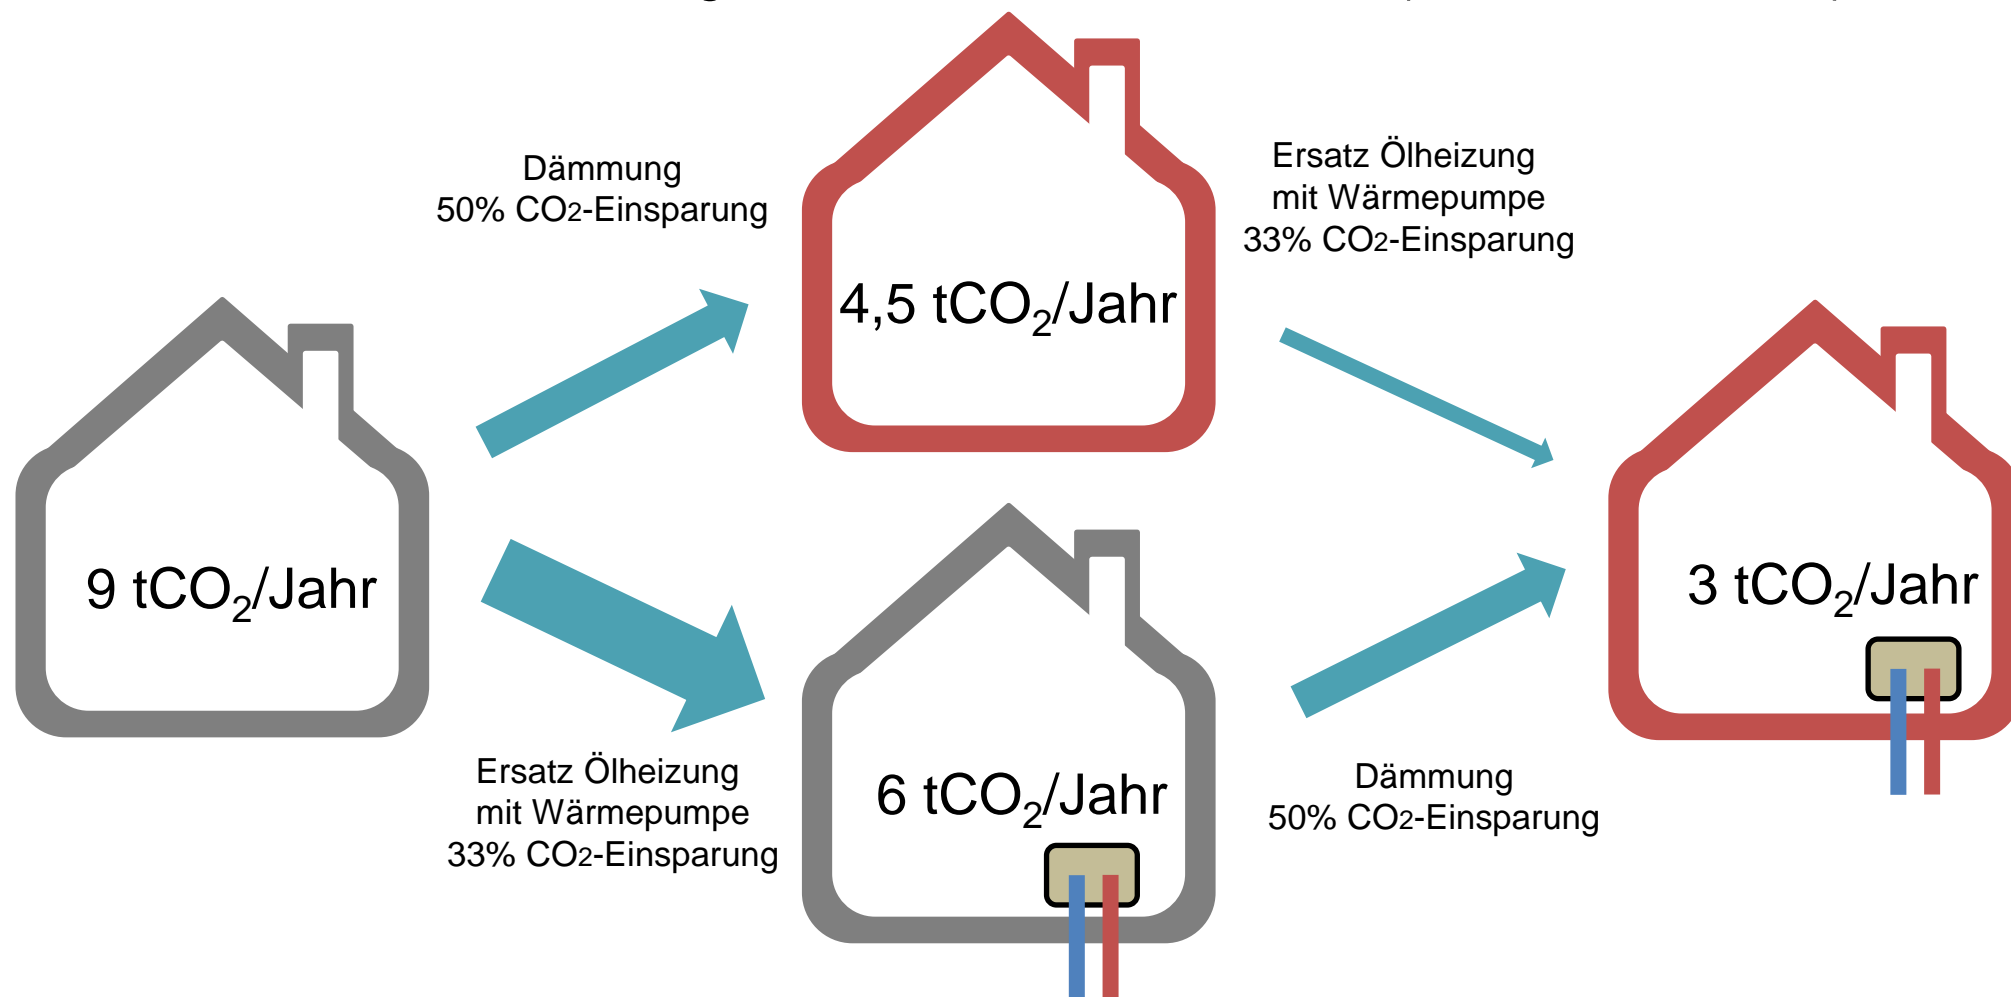 Dämmung
50% CO2-Einsparung
Ersatz Ölheizung
mit Wärmepumpe
33% CO2-Einsparung
4,5 tCO₂/Jahr
9 tCO₂/Jahr
3 tCO₂/Jahr
6 tCO₂/Jahr
Ersatz Ölheizung
mit Wärmepumpe
33% CO2-Einsparung
Dämmung
50% CO2-Einsparung